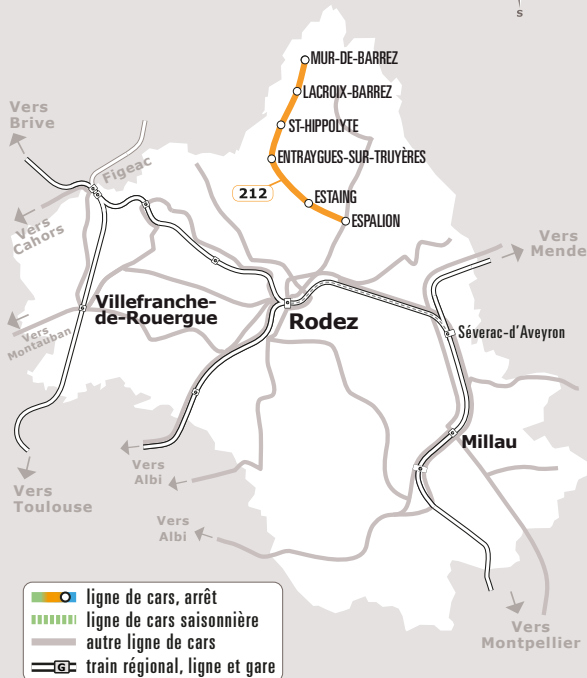 S
MUR-DE-BARREZ
LACROIX-BARREZ
ST-HIPPOLYTE
ENTRAYGUES-SUR-TRUYÈRES
212
ESTAING
ESPALION
Vers
Brive
Figeac
Vers
Cahors
Vers
Mende
Villefranche-
de-Rouergue
Vers
Montauban
Rodez
Séverac-d'Aveyron
Millau
Vers
Toulouse
Vers
Albi
Vers
Albi
Vers
Montpellier
ligne de cars, arrêt
ligne de cars saisonnière
autre ligne de cars
G train régional, ligne et gare